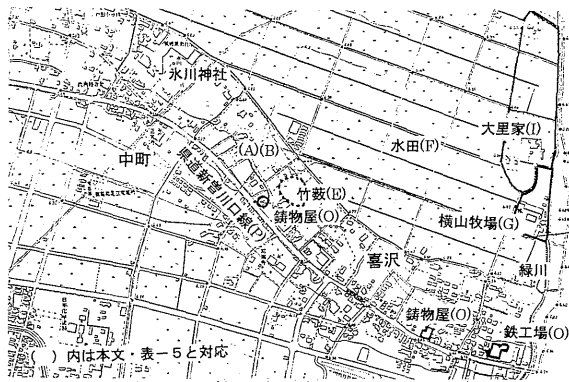 氷川神社
大里家(I)
(A)(B)
水田(F)
中町
県道新曽川口線(P)
竹薮(E)
鋳物屋(O)
横山牧場(G)
喜沢
緑川
鋳物屋(O)
鉄工場(O)
( )内は本文・表－5と対応